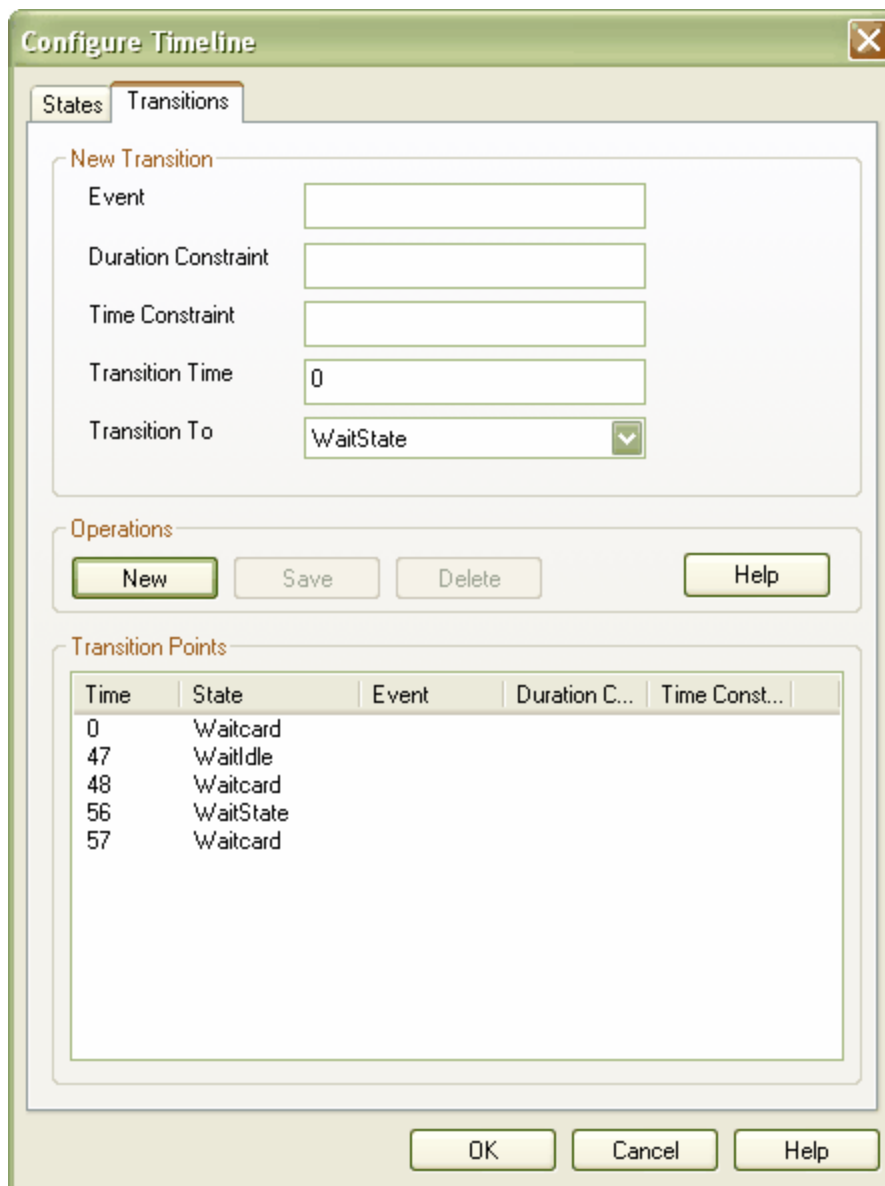 Configure Timeline
States Transitions
New Transition
Event
Duration Constraint
Time Constraint
Transition Time 0
Transition To WaitState
Operations
New Save Delete Help
Transition Points
Time State Event Duration C... Time Const...
0 Waitcard
47 WaitIdle
48 Waitcard
56 WaitState
57 Waitcard
OK Cancel Help